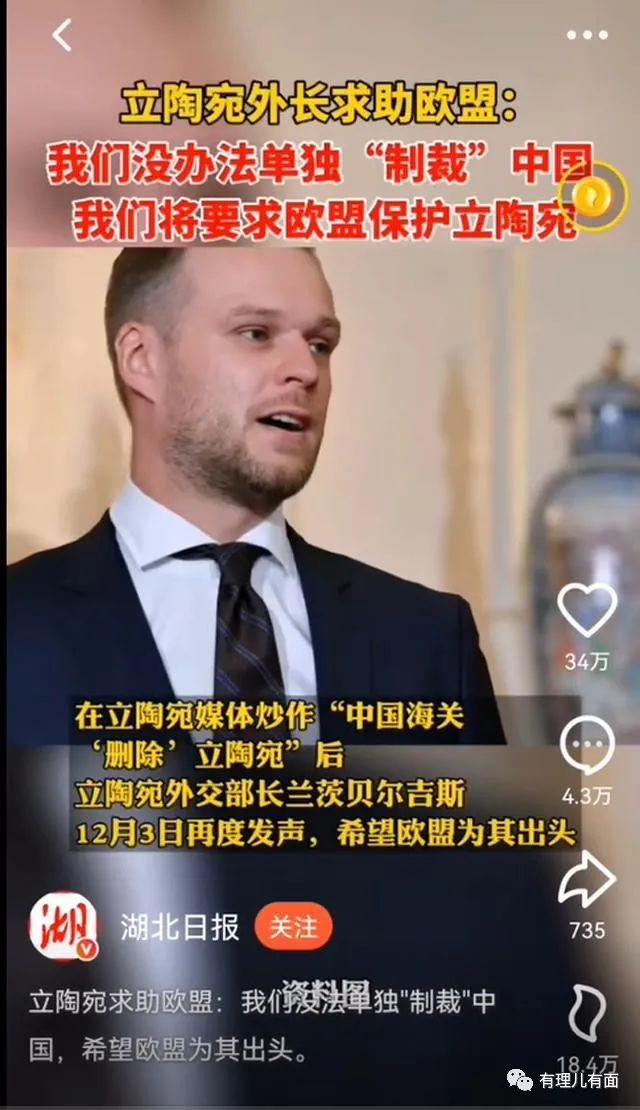 立陶宛外长求助欧盟：
我们没办法单独“制裁”中国
我们将要求欧盟保护立陶宛
34万
在立陶宛媒体炒作“中国海关
‘删除’立陶宛”后
立陶宛外交部长兰茨贝尔吉斯
12月3日再度发声，希望欧盟为其出头
4.3万
735
湖
湖北日报
关注
资料图
立陶宛求助欧盟：我们没法单独"制裁"中
国，希望欧盟为其出头。
18.4万
有理儿有面